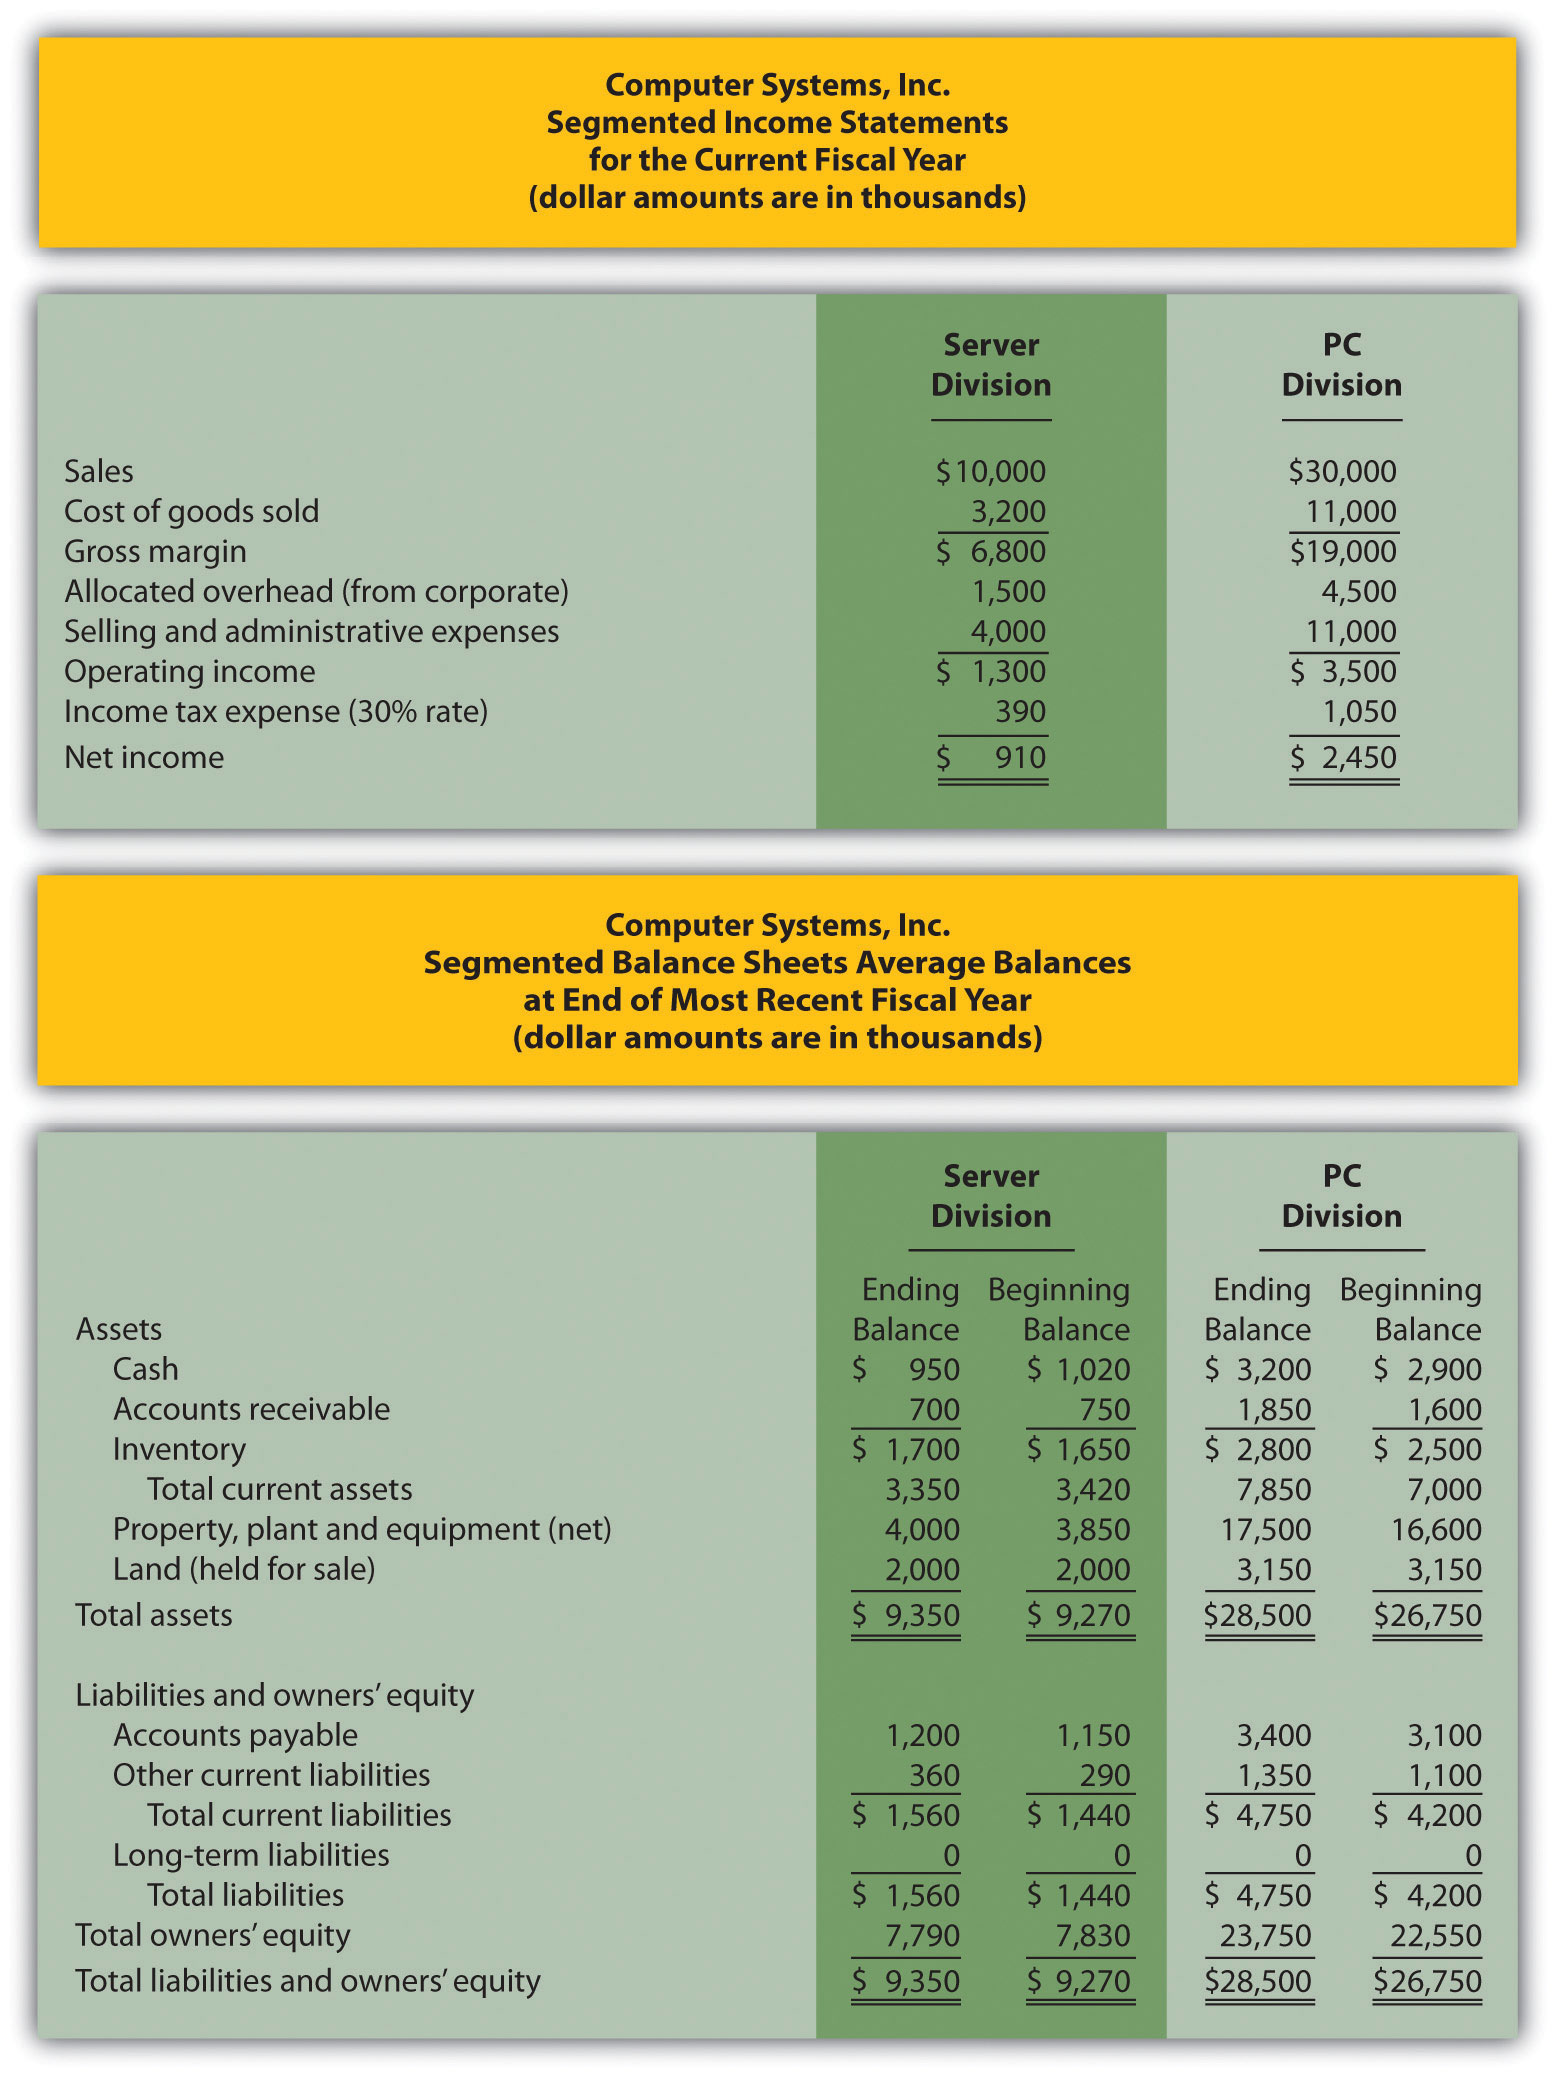 Computer Systems, Inc.
Segmented Income Statements
for the Current Fiscal Year
(dollar amounts are in thousands)
Server PC
Division Division
Sales $10,000 $30,000
Cost of goods sold 3,200 11,000
Gross margin $ 6,800 $19,000
Allocated overhead (from corporate) 1,500 4,500
Selling and administrative expenses 4,000 11,000
Operating income $ 1,300 $ 3,500
Income tax expense (30% rate) 390 1,050
Net income $ 910 $ 2,450
Computer Systems, Inc.
Segmented Balance Sheets Average Balances
at End of Most Recent Fiscal Year
(dollar amounts are in thousands)
Server PC
Division Division
Ending Beginning Ending Beginning
Assets Balance Balance Balance Balance
Cash $ 950 $ 1,020 $ 3,200 $ 2,900
Accounts receivable 700 750 1,850 1,600
Inventory $ 1,700 $ 1,650 $ 2,800 $ 2,500
Total current assets 3,350 3,420 7,850 7,000
Property, plant and equipment (net) 4,000 3,850 17,500 16,600
Land (held for sale) 2,000 2,000 3,150 3,150
Total assets $ 9,350 $ 9,270 $28,500 $26,750
Liabilities and owners’ equity
Accounts payable 1,200 1,150 3,400 3,100
Other current liabilities 360 290 1,350 1,100
Total current liabilities $ 1,560 $ 1,440 $ 4,750 $ 4,200
Long-term liabilities 0 0 0 0
Total liabilities $ 1,560 $ 1,440 $ 4,750 $ 4,200
Total owners’ equity 7,790 7,830 23,750 22,550
Total liabilities and owners’ equity $ 9,350 $ 9,270 $28,500 $26,750